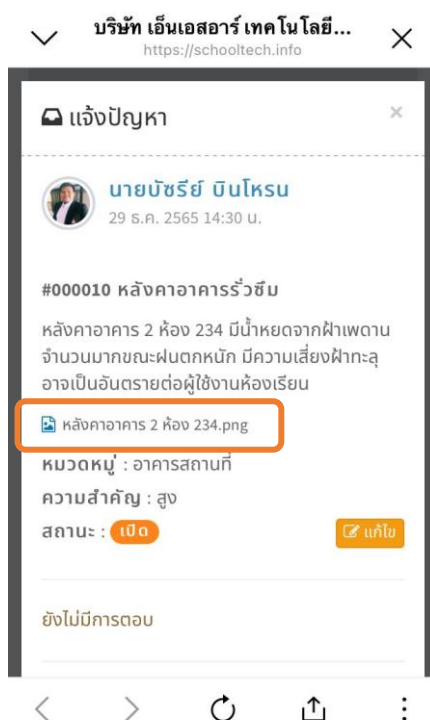 บริษัท เอ็นเอสอาร์ เทคโนโลยี...
https://schooltech.info
แจ้งปัญหา
นายบัซรีย์ บินโหรน
29 ธ.ค. 2565 14:30 น.
#000010 หลังคาอาคารรั่วซึม
หลังคาอาคาร 2 ห้อง 234 มีน้ำหยดจากฝ้าเพดาน
จำนวนมากขณะฝนตกหนัก มีความเสี่ยงฝ้าทะลุ
อาจเป็นอันตรายต่อผู้ใช้งานห้องเรียน
หลังคาอาคาร 2 ห้อง 234.png
หมวดหมู่ : อาคารสถานที่
ความสำคัญ : สูง
สถานะ : เปิด
แก้ไข
ยังไม่มีการตอบ